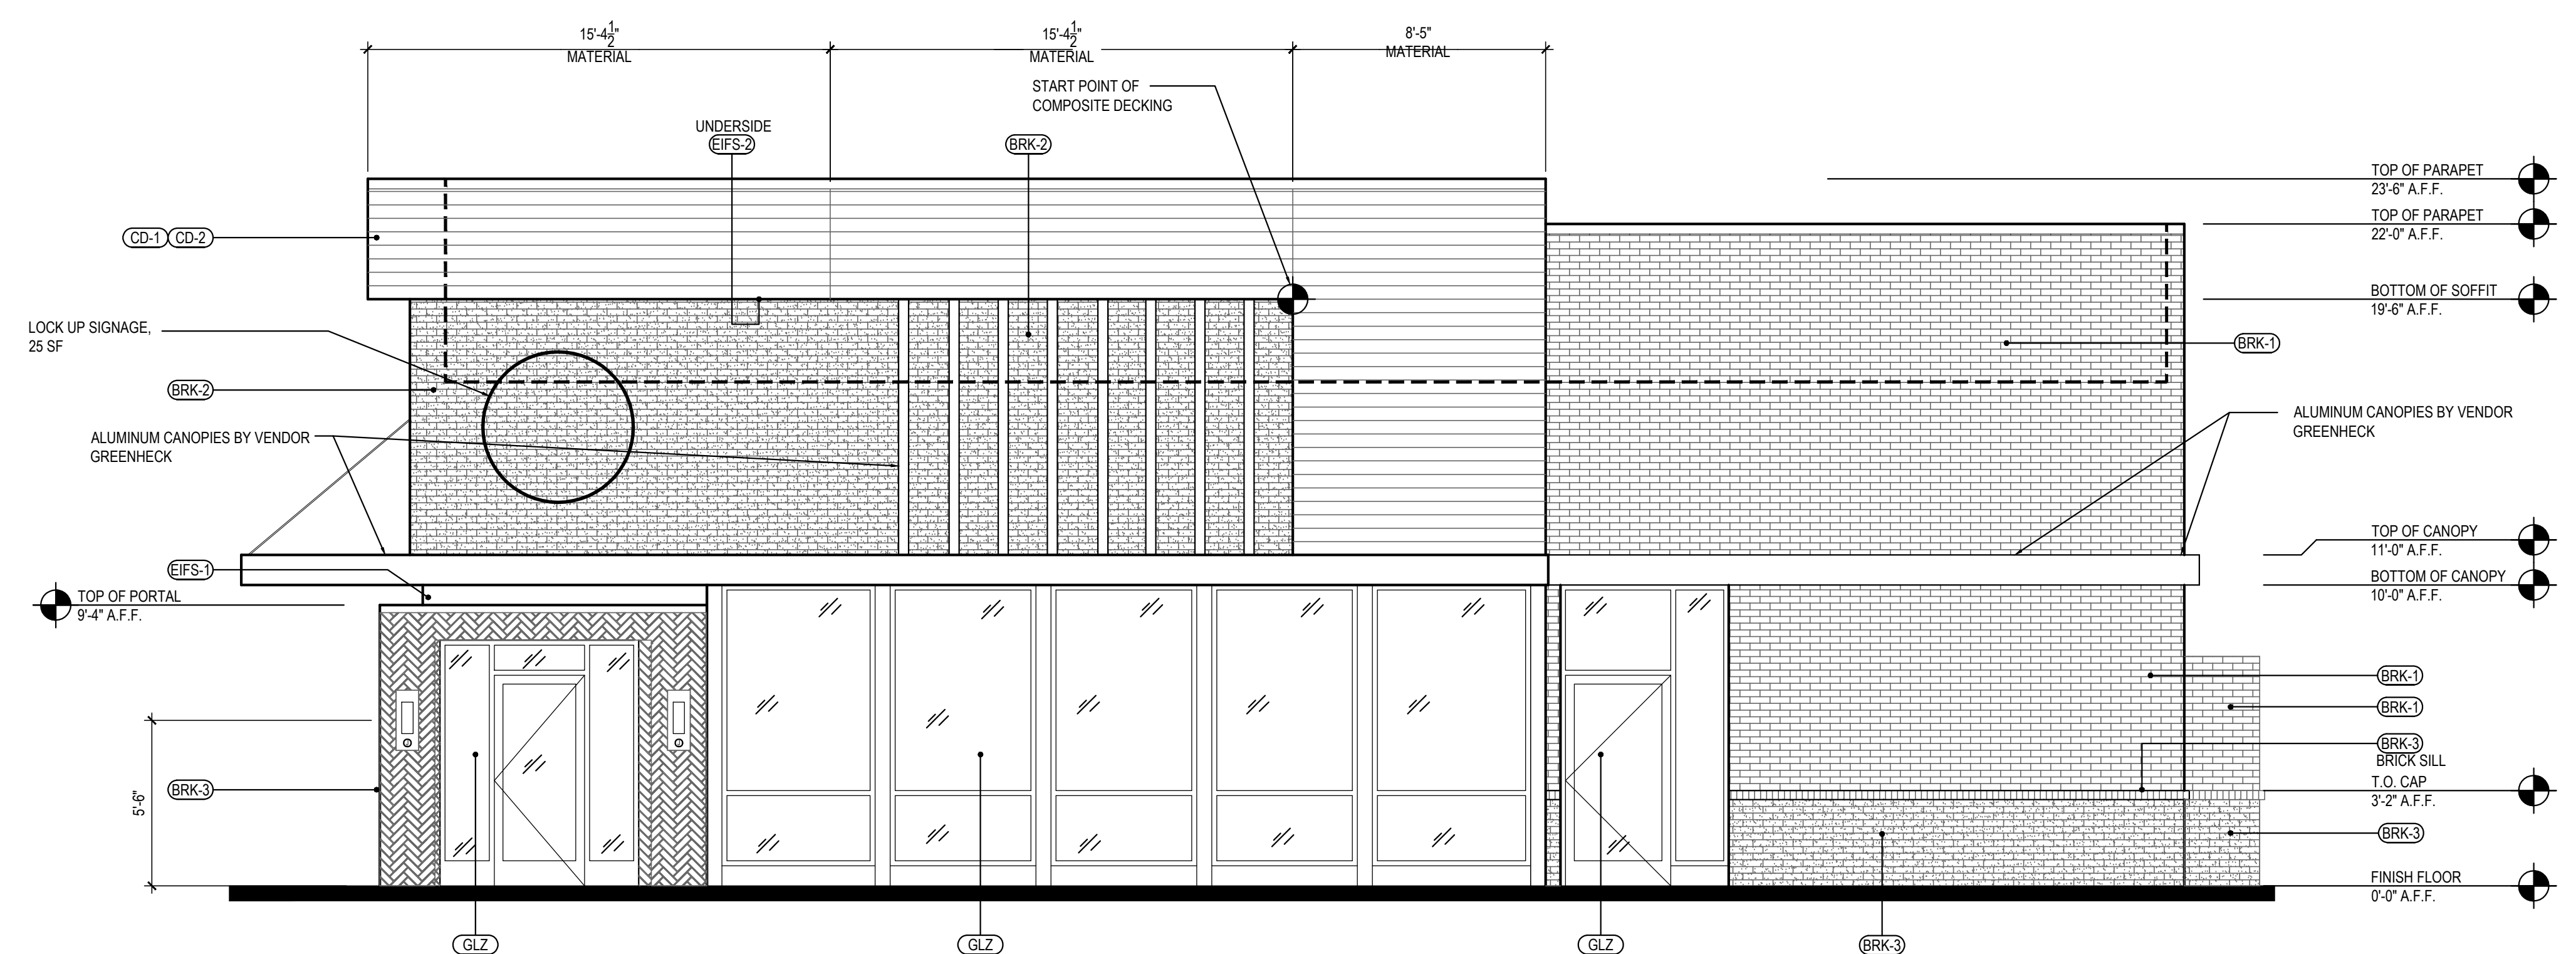 15'-4 1/2"
MATERIAL
15'-4 1/2"
MATERIAL
8'-5"
MATERIAL
START POINT OF
COMPOSITE DECKING
UNDERSIDE
EIFS-2
BRK-2
TOP OF PARAPET
23'-6" A.F.F.
TOP OF PARAPET
22'-0" A.F.F.
CD-1 CD-2
BOTTOM OF SOFFIT
19'-6" A.F.F.
LOCK UP SIGNAGE,
25 SF
BRK-1
BRK-2
ALUMINUM CANOPIES BY VENDOR
GREENHECK
ALUMINUM CANOPIES BY VENDOR
GREENHECK
TOP OF CANOPY
11'-0" A.F.F.
EIFS-1
BOTTOM OF CANOPY
10'-0" A.F.F.
TOP OF PORTAL
9'-4" A.F.F.
BRK-1
BRK-1
BRK-3
BRICK SILL
T.O. CAP
3'-2" A.F.F.
BRK-3
5'-6"
BRK-3
J
J
FINISH FLOOR
0'-0" A.F.F.
GLZ
GLZ
GLZ
BRK-3